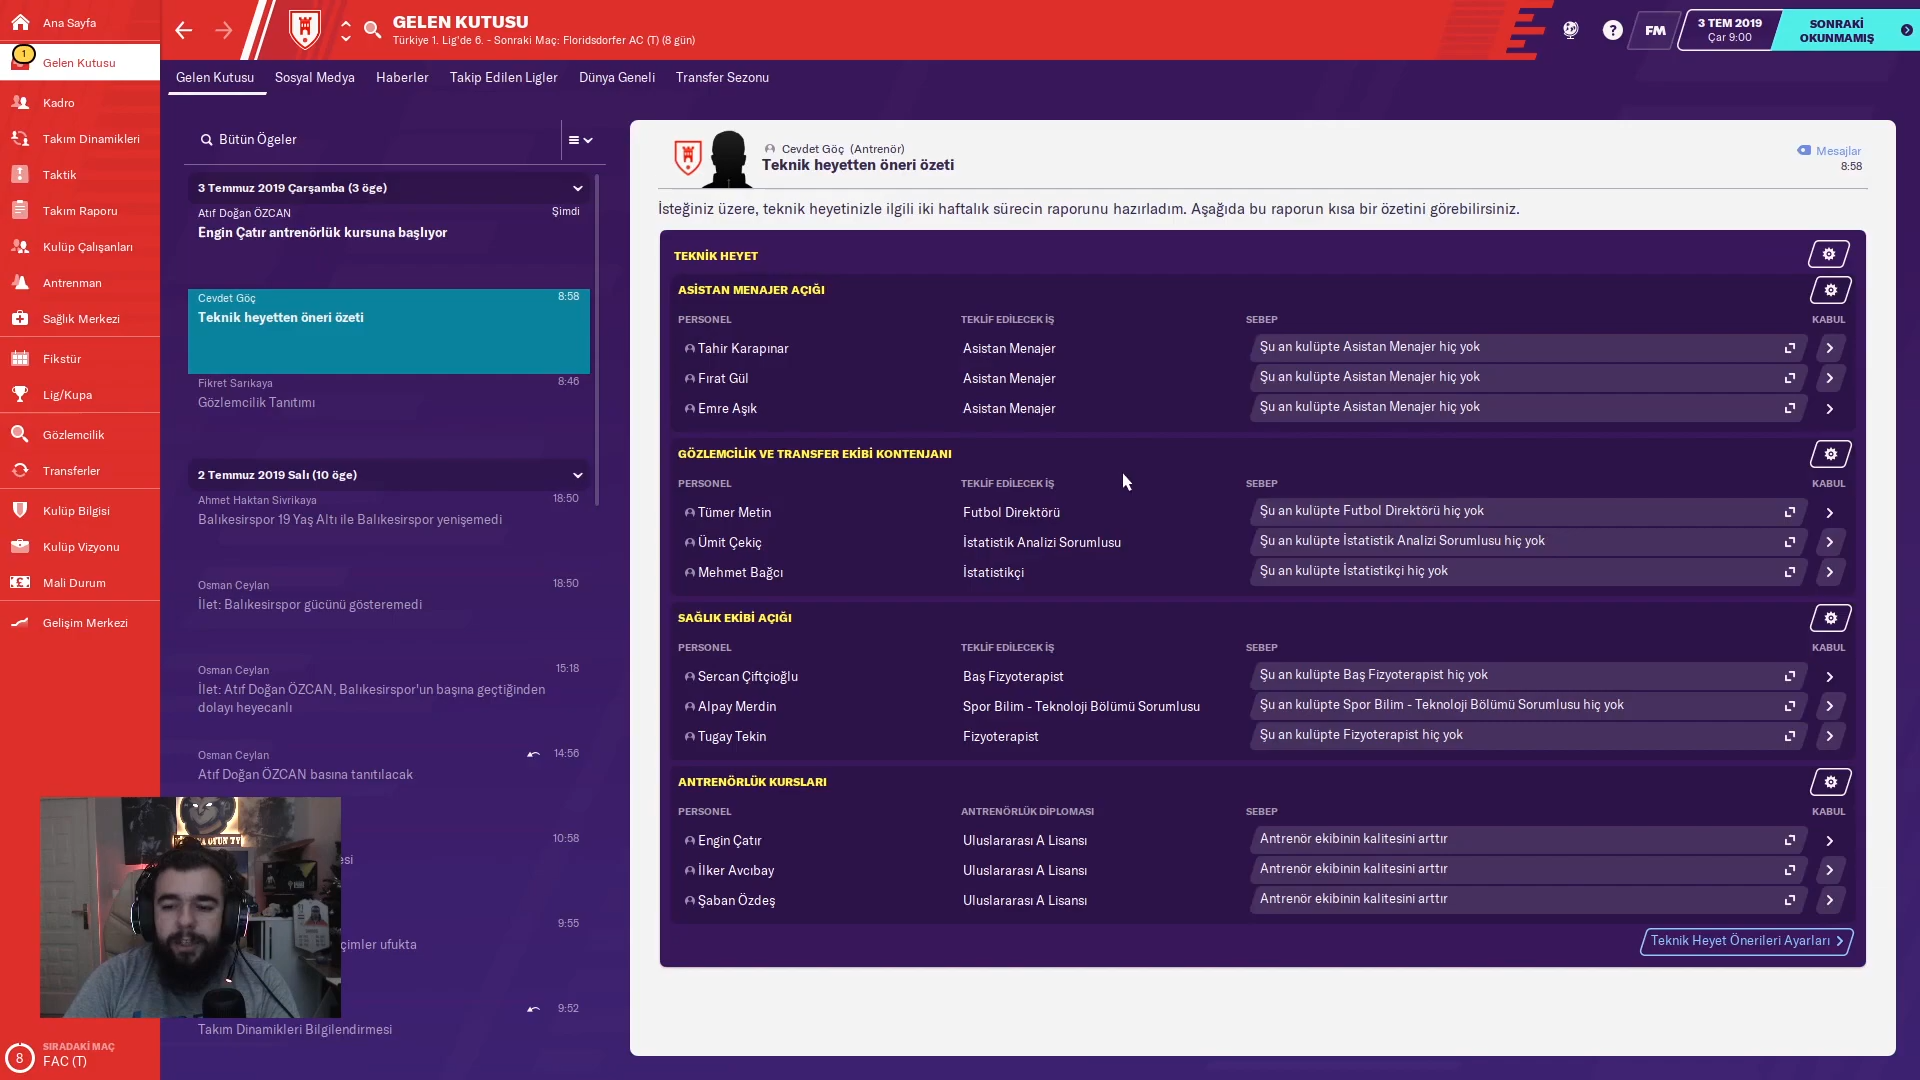 Ana Sayfa
1
Gelen Kutusu
Kadro
Takım Dinamikleri
Taktik
Takım Raporu
Kulüp Çalışanları
Antrenman
Sağlık Merkezi
Fikstür
Lig/Kupa
Gözlemcilik
Transferler
Kulüp Bilgisi
Kulüp Vizyonu
Mali Durum
Gelişim Merkezi
8
SIRADAKİ MAÇ
FAC (T)
GELEN KUTUSU
Türkiye 1. Lig'de 6. - Sonraki Maç: Floridsdorfer AC (T) (8 gün)
?
FM
3 TEM 2019
Çar 9:00
SONRAKİ
OKUNMAMIŞ
Gelen Kutusu Sosyal Medya Haberler Takip Edilen Ligler Dünya Geneli Transfer Sezonu
Bütün Ögeler
3 Temmuz 2019 Çarşamba (3 öge)
Atıf Doğan ÖZCAN Şimdi
Engin Çatır antrenörlük kursuna başlıyor
Cevdet Göç 8:58
Teknik heyetten öneri özeti
Fikret Sarıkaya 8:46
Gözlemcilik Tanıtımı
2 Temmuz 2019 Salı (10 öge)
Ahmet Haktan Sivrikaya 18:50
Balıkesirspor 19 Yaş Altı ile Balıkesirspor yenişemedi
Osman Ceylan 18:50
İlet: Balıkesirspor gücünü gösteremedi
Osman Ceylan 15:18
İlet: Atıf Doğan ÖZCAN, Balıkesirspor'un başına geçtiğinden
dolayı heyecanlı
Osman Ceylan 14:56
Atıf Doğan ÖZCAN basına tanıtılacak
10:58
esi
9:55
çimler ufukta
9:52
Takım Dinamikleri Bilgilendirmesi
Cevdet Göç (Antrenör)
Teknik heyetten öneri özeti
Mesajlar
8:58
İsteğiniz üzere, teknik heyetinizle ilgili iki haftalık sürecin raporunu hazırladım. Aşağıda bu raporun kısa bir özetini görebilirsiniz.
TEKNİK HEYET
ASİSTAN MENAJER AÇIĞI
PERSONEL TEKLİF EDİLECEK İŞ SEBEP KABUL
Tahir Karapınar Asistan Menajer Şu an kulüpte Asistan Menajer hiç yok
Fırat Gül Asistan Menajer Şu an kulüpte Asistan Menajer hiç yok
Emre Aşık Asistan Menajer Şu an kulüpte Asistan Menajer hiç yok
GÖZLEMCİLİK VE TRANSFER EKİBİ KONTENJANI
PERSONEL TEKLİF EDİLECEK İŞ SEBEP KABUL
Tümer Metin Futbol Direktörü Şu an kulüpte Futbol Direktörü hiç yok
Ümit Çekiç İstatistik Analizi Sorumlusu Şu an kulüpte İstatistik Analizi Sorumlusu hiç yok
Mehmet Bağcı İstatistikçi Şu an kulüpte İstatistikçi hiç yok
SAĞLIK EKİBİ AÇIĞI
PERSONEL TEKLİF EDİLECEK İŞ SEBEP KABUL
Sercan Çiftçioğlu Baş Fizyoterapist Şu an kulüpte Baş Fizyoterapist hiç yok
Alpay Merdin Spor Bilim - Teknoloji Bölümü Sorumlusu Şu an kulüpte Spor Bilim - Teknoloji Bölümü Sorumlusu hiç yok
Tugay Tekin Fizyoterapist Şu an kulüpte Fizyoterapist hiç yok
ANTRENÖRLÜK KURSLARI
PERSONEL ANTRENÖRLÜK DİPLOMASI SEBEP KABUL
Engin Çatır Uluslararası A Lisansı Antrenör ekibinin kalitesini arttır
İlker Avcıbay Uluslararası A Lisansı Antrenör ekibinin kalitesini arttır
Şaban Özdeş Uluslararası A Lisansı Antrenör ekibinin kalitesini arttır
Teknik Heyet Önerileri Ayarları